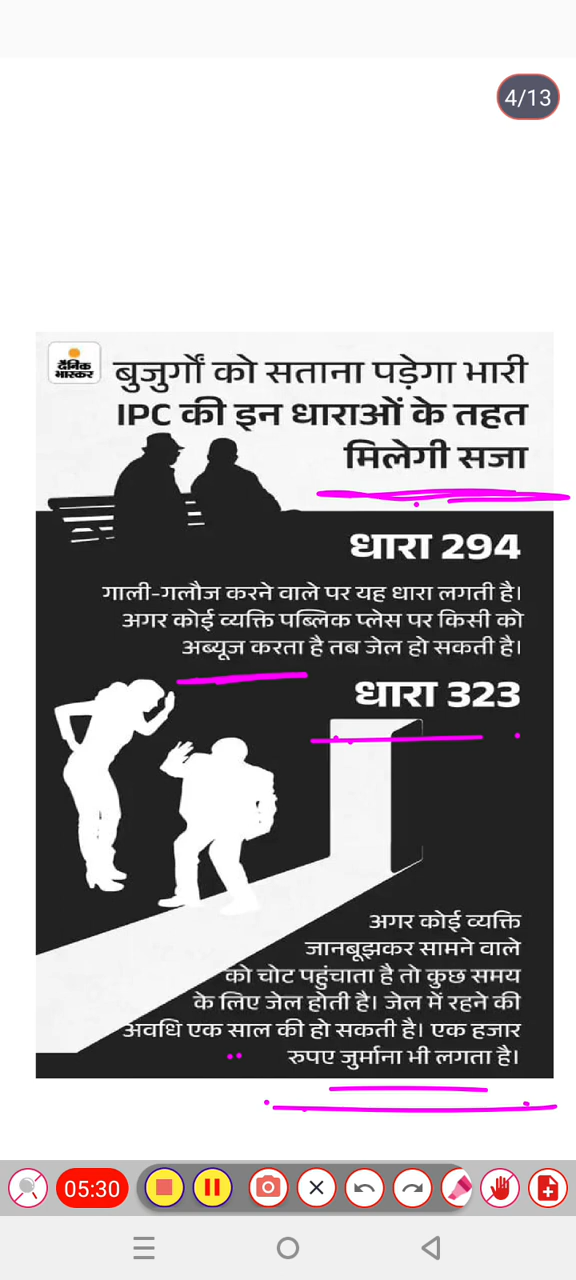 4/13
दैनिक
भास्कर
बुजुर्गों को सताना पड़ेगा भारी
IPC की इन धाराओं के तहत
मिलेगी सजा
धारा 294
गाली-गलौज करने वाले पर यह धारा लगती है।
अगर कोई व्यक्ति पब्लिक प्लेस पर किसी को
अब्यूज करता है तब जेल हो सकती है।
धारा 323
अगर कोई व्यक्ति
जानबूझकर सामने वाले
को चोट पहुंचाता है तो कुछ समय
के लिए जेल होती है। जेल में रहने की
अवधि एक साल की हो सकती है। एक हजार
रुपए जुर्माना भी लगता है।
05:30